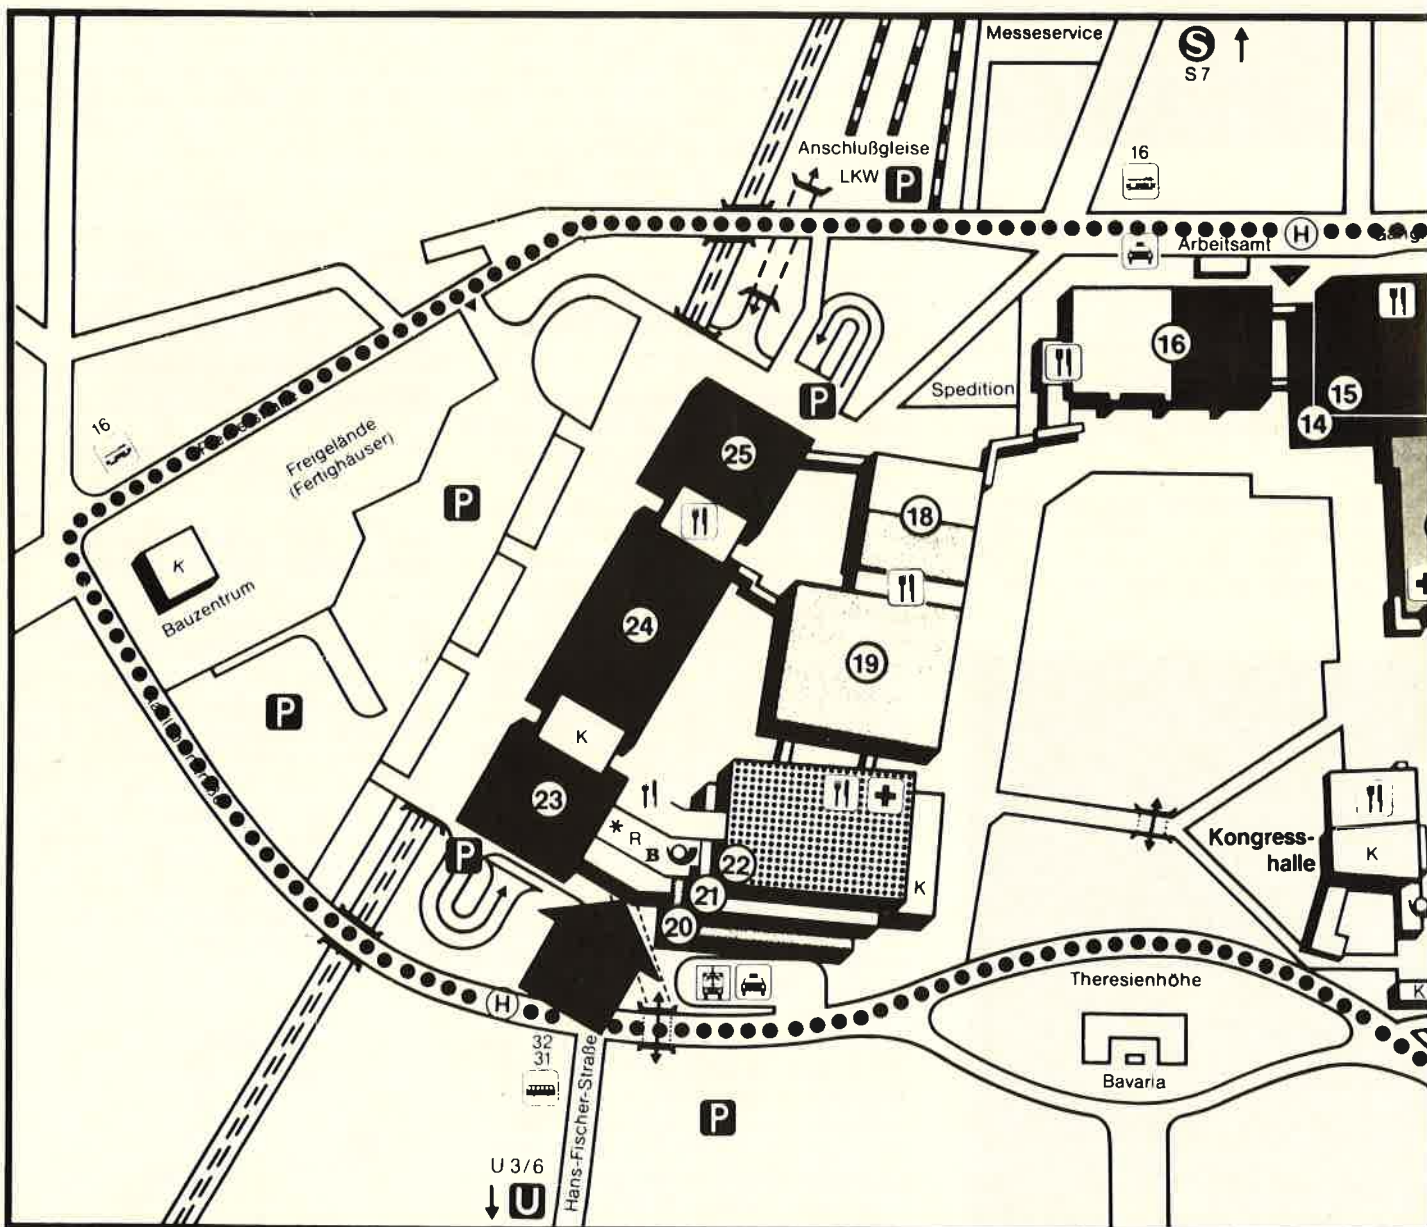 Messeservice
S
S 7
Anschlußgleise
LKW P
16
Arbeitsamt
H
16
15
14
Spedition
P
25
18
16
Freigelände
(Fertighäuser)
P
K
Bauzentrum
24
19
P
K
23
* R
B
22
21
20
K
P
Kongress-
halle
K
K
Theresienhöhe
Bavaria
H
32
31
Hans-Fischer-Straße
P
U 3/6
U